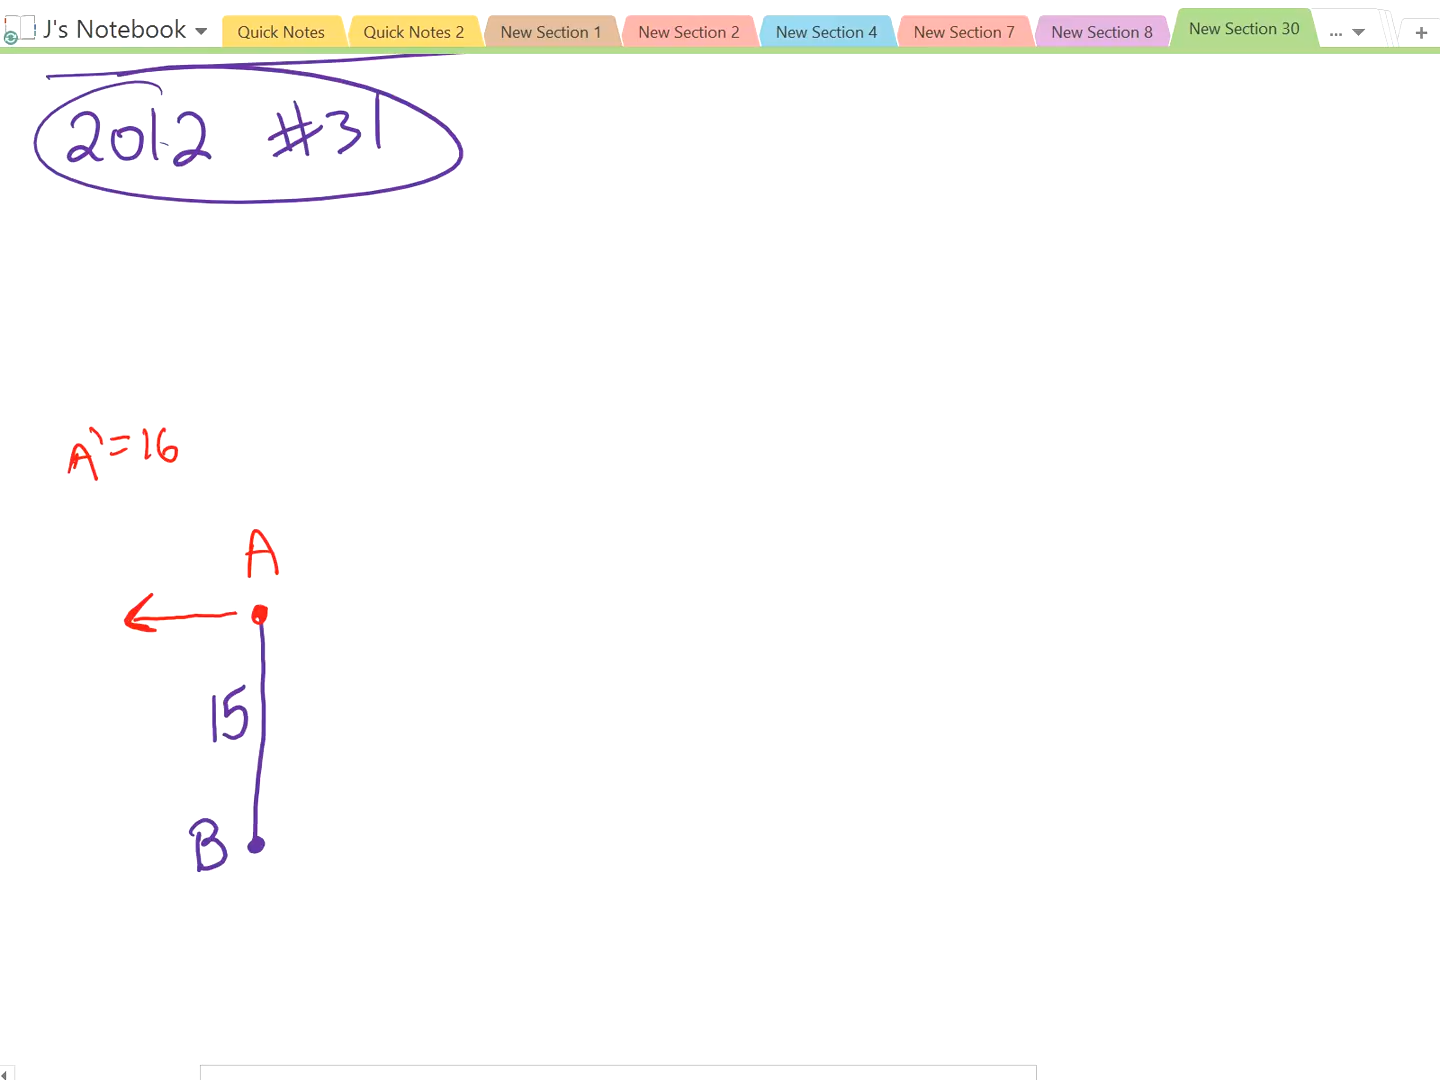 J's Notebook Quick Notes Quick Notes 2 New Section 1 New Section 2 New Section 4 New Section 7 New Section 8 New Section 30 ... +
2012 #31
A' = 16
A
15
B